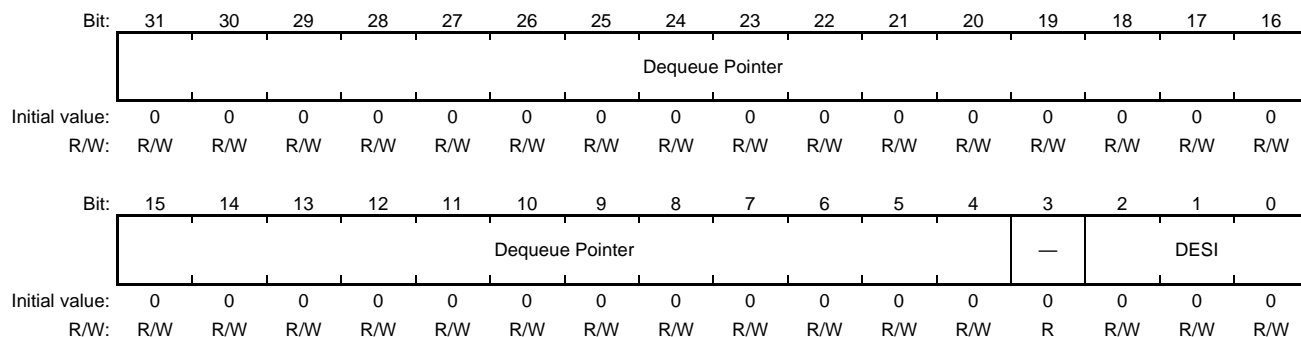 Bit: 31 30 29 28 27 26 25 24 23 22 21 20 19 18 17 16
Dequeue Pointer
Initial value: 0 0 0 0 0 0 0 0 0 0 0 0 0 0 0 0
R/W: R/W R/W R/W R/W R/W R/W R/W R/W R/W R/W R/W R/W R/W R/W R/W R/W
Bit: 15 14 13 12 11 10 9 8 7 6 5 4 3 2 1 0
Dequeue Pointer — DESI
Initial value: 0 0 0 0 0 0 0 0 0 0 0 0 0 0 0 0
R/W: R/W R/W R/W R/W R/W R/W R/W R/W R/W R/W R/W R/W R R/W R/W R/W